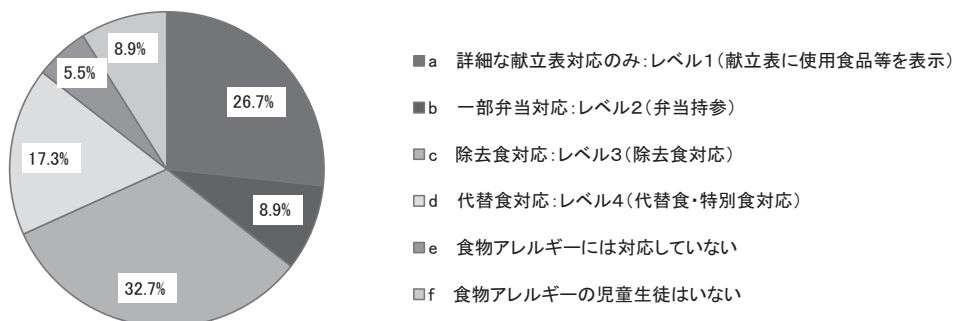 8.9%
5.5%
26.7%
17.3%
8.9%
32.7%
a 詳細な献立表対応のみ:レベル1(献立表に使用食品等を表示)
b 一部弁当対応:レベル2(弁当持参)
c 除去食対応:レベル3(除去食対応)
d 代替食対応:レベル4(代替食・特別食対応)
e 食物アレルギーには対応していない
f 食物アレルギーの児童生徒はいない